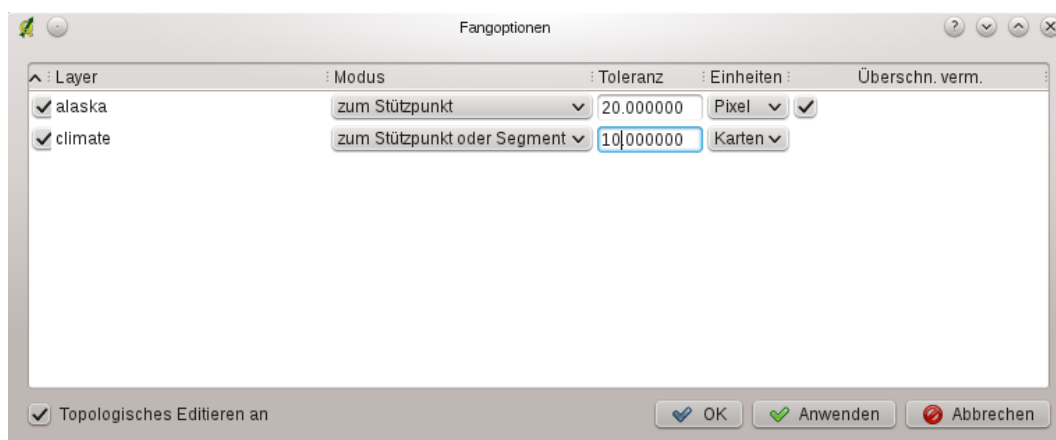 Fangoptionen
Layer Modus Toleranz Einheiten Überschn. verm.
alaska zum Stützpunkt 20.000000 Pixel
climate zum Stützpunkt oder Segment 10.000000 Karten
Topologisches Editieren an OK Anwenden Abbrechen